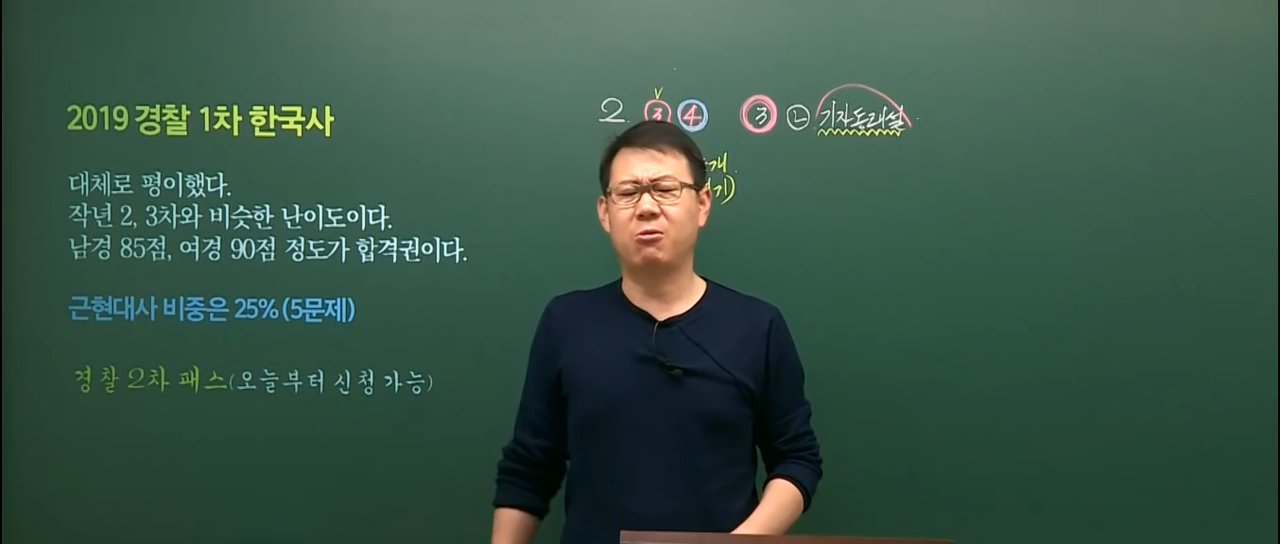 2019 경찰 1차 한국사
대체로 평이했다.
작년 2, 3차와 비슷한 난이도이다.
남경 85점, 여경 90점 정도가 합격권이다.
근현대사 비중은 25% (5문제)
경찰 2차 패스(오늘부터 신청 가능)
2. ③ ④ ③ ㉡ 기자동래설